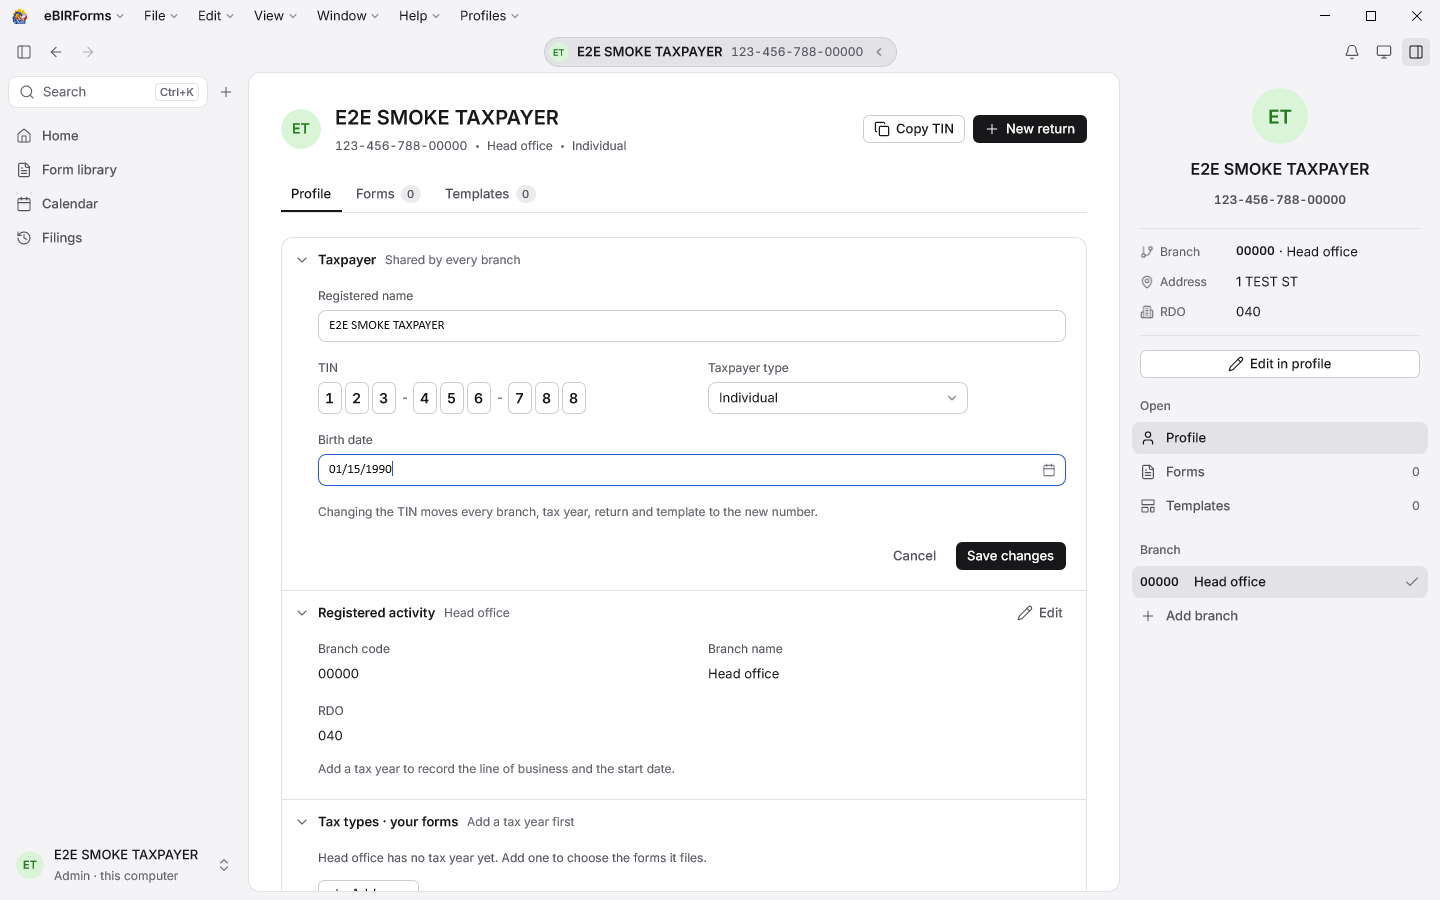 eBIRForms File Edit View Window Help Profiles
ET E2E SMOKE TAXPAYER 123-456-788-00000
Search Ctrl+K
Home
Form library
Calendar
Filings
ET
E2E SMOKE TAXPAYER
Admin · this computer
ET
E2E SMOKE TAXPAYER
123-456-788-00000 • Head office • Individual
Copy TIN
New return
Profile Forms 0 Templates 0
Taxpayer Shared by every branch
Registered name
E2E SMOKE TAXPAYER
TIN Taxpayer type
1 2 3 - 4 5 6 - 7 8 8 Individual
Birth date
01/15/1990
Changing the TIN moves every branch, tax year, return and template to the new number.
Cancel Save changes
Registered activity Head office Edit
Branch code Branch name
00000 Head office
RDO
040
Add a tax year to record the line of business and the start date.
Tax types · your forms Add a tax year first
Head office has no tax year yet. Add one to choose the forms it files.
ET
E2E SMOKE TAXPAYER
123-456-788-00000
Branch 00000 · Head office
Address 1 TEST ST
RDO 040
Edit in profile
Open
Profile
Forms 0
Templates 0
Branch
00000 Head office
Add branch